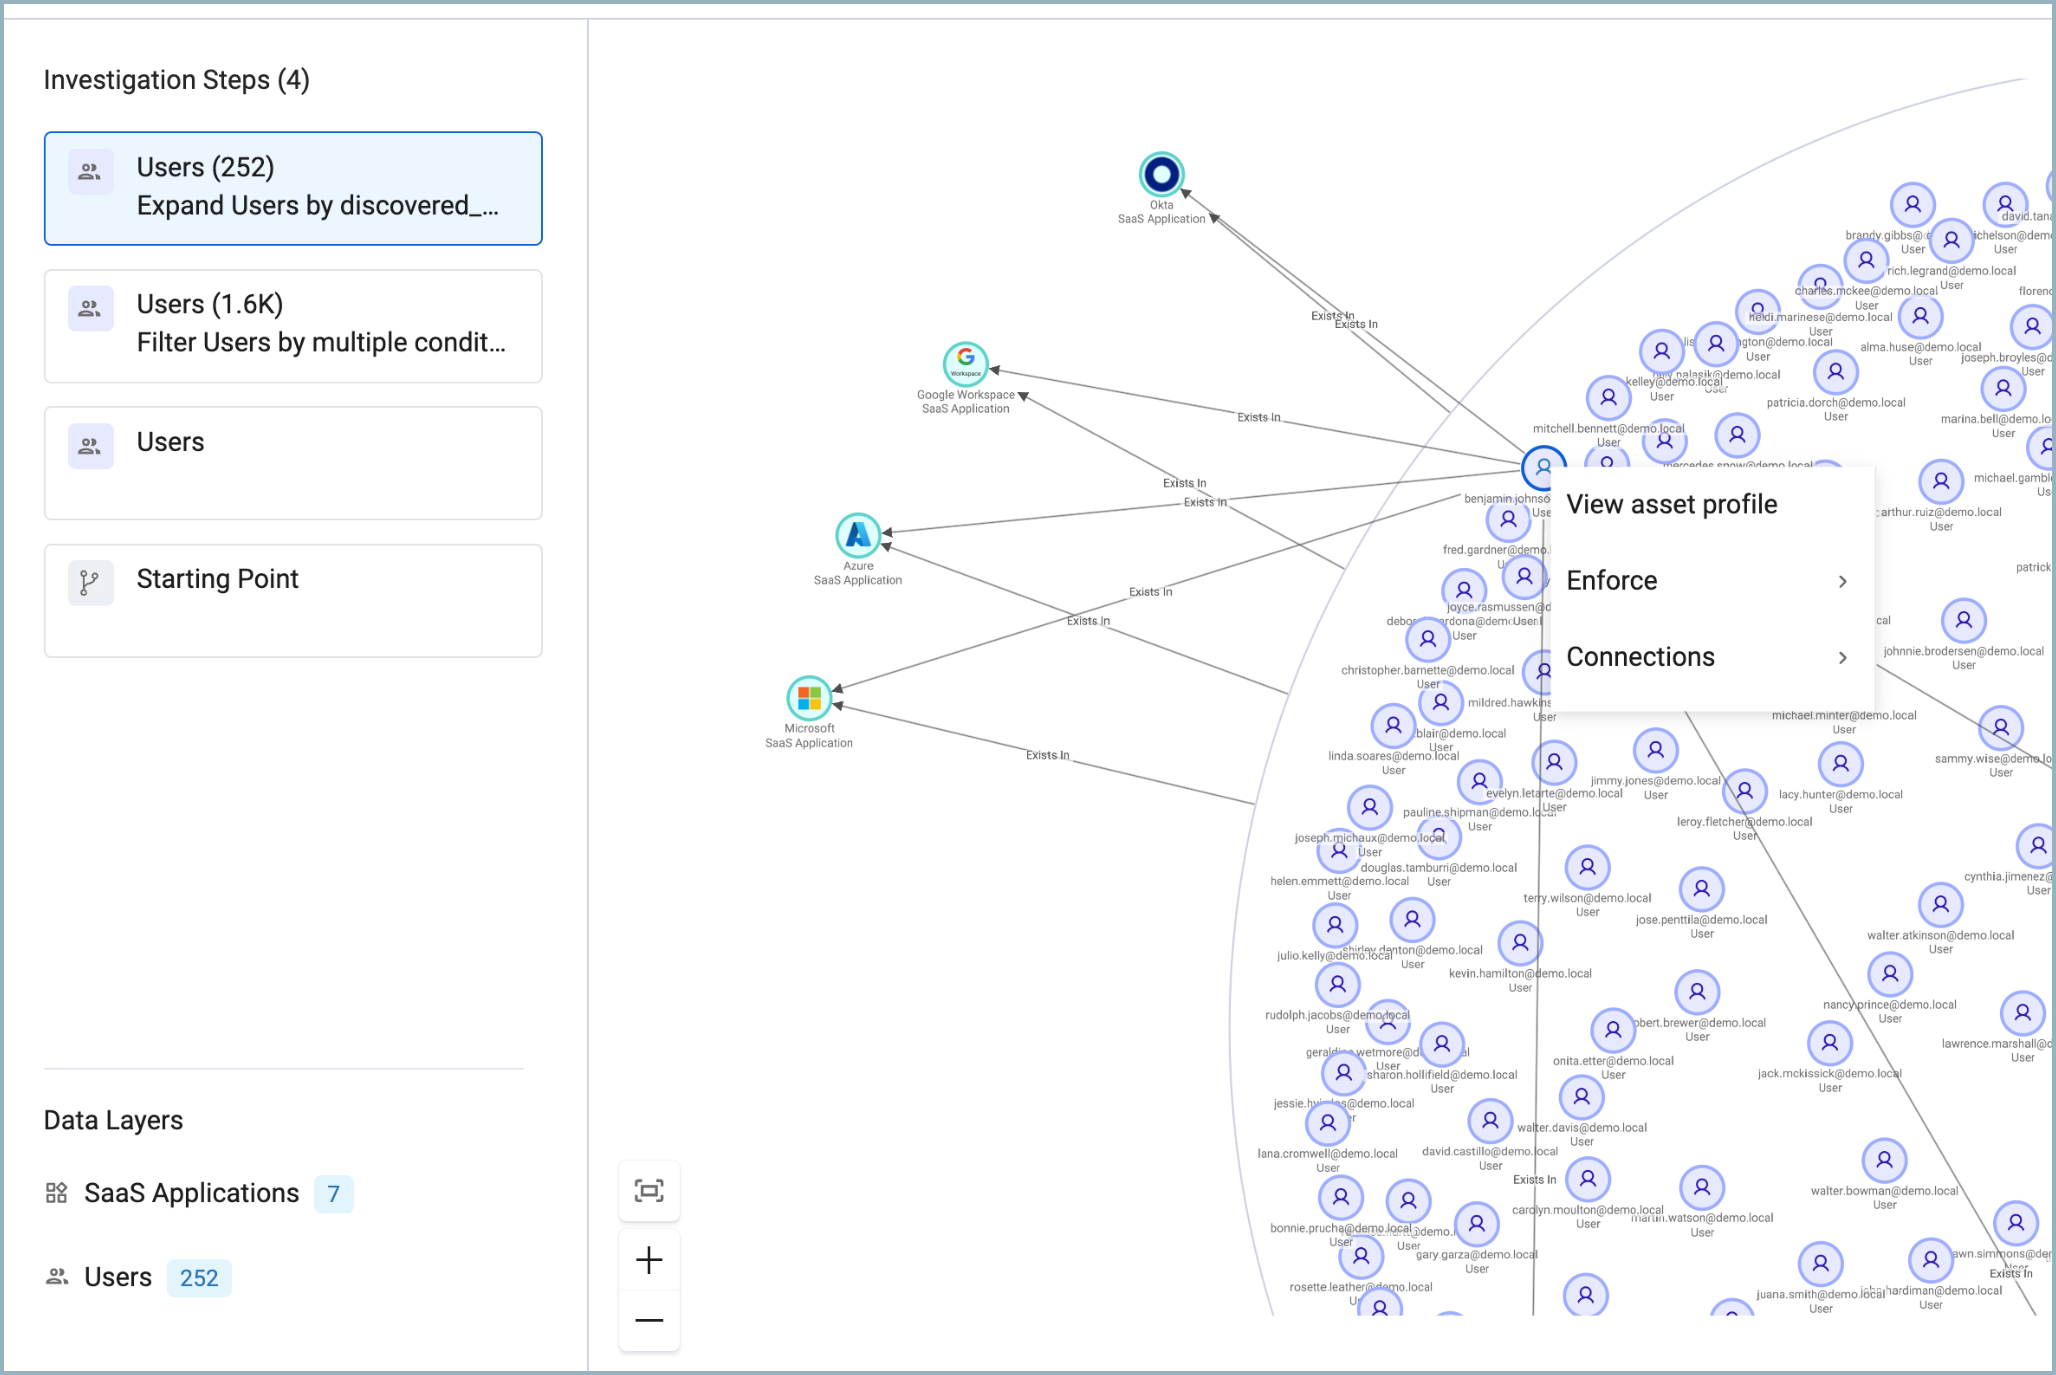 Investigation Steps (4)
Users (252)
Expand Users by discovered_...
Users (1.6K)
Filter Users by multiple condit...
Users
Starting Point
Data Layers
SaaS Applications 7
Users 252
Okta
SaaS Application
Workspace
Google Workspace
SaaS Application
Azure
SaaS Application
Microsoft
SaaS Application
Exists In
Exists In
Exists In
Exists In
Exists In
Exists In
Exists In
Exists In
Exists In
Exists In
View asset profile
Enforce
Connections
brandy.gibbs@
User
User
rich.legrand@demo.local
User
charles.mckee@demo.local
User
heidi.marinese@demo.local
User
alma.huse@demo.local
User
User
User
patricia.dorch@demo.local
User
kelley@demo.local
User
mitchell.bennett@demo.local
User
mercedes.snow@demo.local
arthur.ruiz@demo.local
User
fred.gardner@demo.
joyce.rasmussen@d
User
christopher.barnette@demo.local
User
mildred.hawkins
User
johnnie.brodersen@demo.local
User
michael.minter@demo.local
User
blair@demo.local
User
linda.soares@demo.local
User
sammy.wise@demo.lo
User
evelyn.letarte@demo.local
User
jimmy.jones@demo.local
User
lacy.hunter@demo.local
User
pauline.shipman@demo.local
User
leroy.fletcher@demo.local
User
joseph.michaux@demo.local
User
douglas.tamburri@demo.local
User
helen.emmett@demo.local
User
cynthia.jimenez@
User
terry.wilson@demo.local
User
jose.penttila@demo.local
User
walter.atkinson@demo.local
User
shirley.denton@demo.local
User
julio.kelly@demo.local
kevin.hamilton@demo.local
User
nancy.prince@demo.local
User
rudolph.jacobs@demo.local
User
obert.brewer@demo.local
User
lawrence.marshall@d
User
onita.etter@demo.local
User
jack.mckissick@demo.local
User
sharon.hollifield@demo.local
User
walter.davis@demo.local
User
lana.cromwell@demo.local
User
david.castillo@demo.local
User
walter.bowman@demo.local
User
carolyn.moulton@demo.local
User
martin.watson@demo.local
User
bonnie.prucha@demo.local
User
User
gary.garza@demo.local
User
awn.simmons@de
rosette.leather@demo.local
juana.smith@demo.local
User
hardiman@demo.local
User